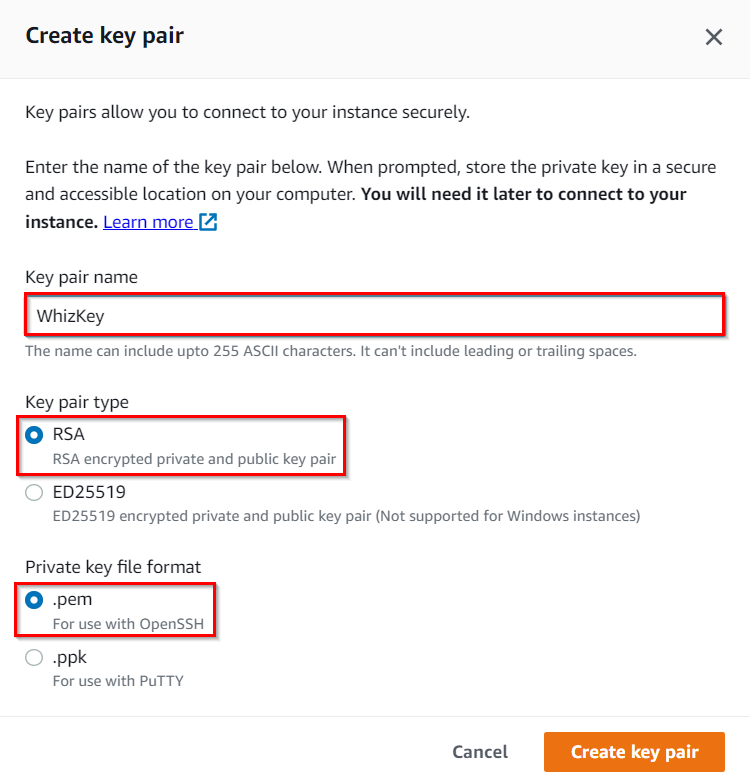 Create key pair
Key pairs allow you to connect to your instance securely.
Enter the name of the key pair below. When prompted, store the private key in a secure
and accessible location on your computer. You will need it later to connect to your
instance. Learn more
Key pair name
WhizKey
The name can include upto 255 ASCII characters. It can't include leading or trailing spaces.
Key pair type
RSA
RSA encrypted private and public key pair
ED25519
ED25519 encrypted private and public key pair (Not supported for Windows instances)
Private key file format
.pem
For use with OpenSSH
.ppk
For use with PuTTY
Cancel Create key pair